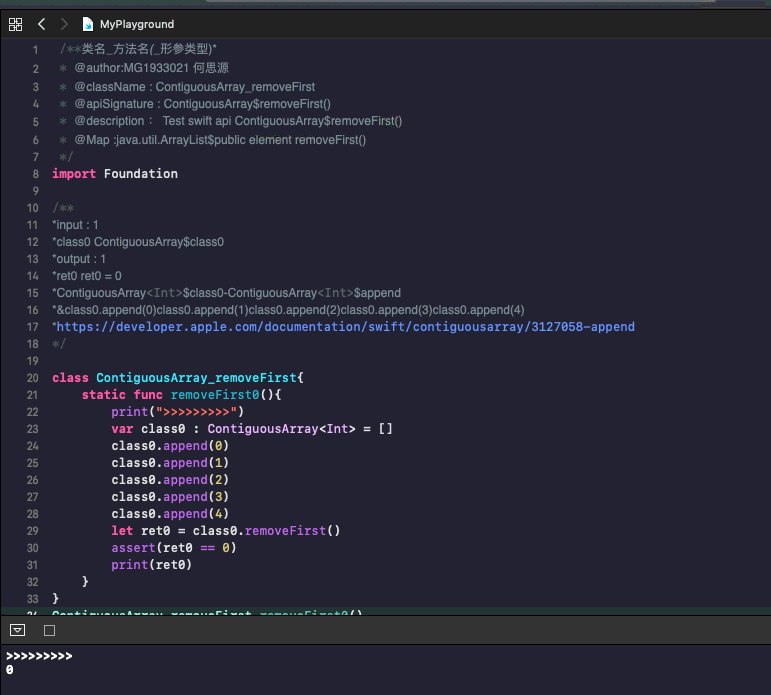 MyPlayground
1 /**类名_方法名(_形参类型)*
2 * @author:MG1933021 何思源
3 * @className : ContiguousArray_removeFirst
4 * @apiSignature : ContiguousArray$removeFirst()
5 * @description： Test swift api ContiguousArray$removeFirst()
6 * @Map :java.util.ArrayList$public element removeFirst()
7 */
8 import Foundation
9
10 /**
11 *input : 1
12 *class0 ContiguousArray$class0
13 *output : 1
14 *ret0 ret0 = 0
15 *ContiguousArray<Int>$class0-ContiguousArray<Int>$append
16 *&class0.append(0)class0.append(1)class0.append(2)class0.append(3)class0.append(4)
17 *https://developer.apple.com/documentation/swift/contiguousarray/3127058-append
18 */
19
20 class ContiguousArray_removeFirst{
21 static func removeFirst0(){
22 print(">>>>>>>>>")
23 var class0 : ContiguousArray<Int> = []
24 class0.append(0)
25 class0.append(1)
26 class0.append(2)
27 class0.append(3)
28 class0.append(4)
29 let ret0 = class0.removeFirst()
30 assert(ret0 == 0)
31 print(ret0)
32 }
33 }
34 ContiguousArray_removeFirst.removeFirst0()
>>>>>>>>>
0